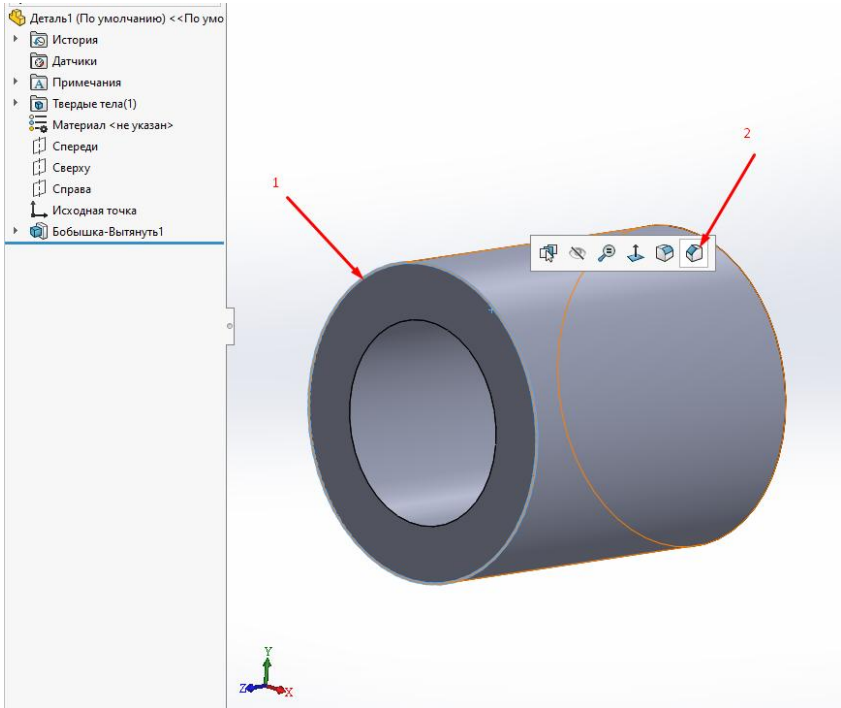 Деталь1 (По умолчанию) <<По умо
История
Датчики
Примечания
Твердые тела(1)
Материал <не указан>
Спереди
Сверху
Справа
Исходная точка
Бобышка-Вытянуть1
1
2
Y
Z
X